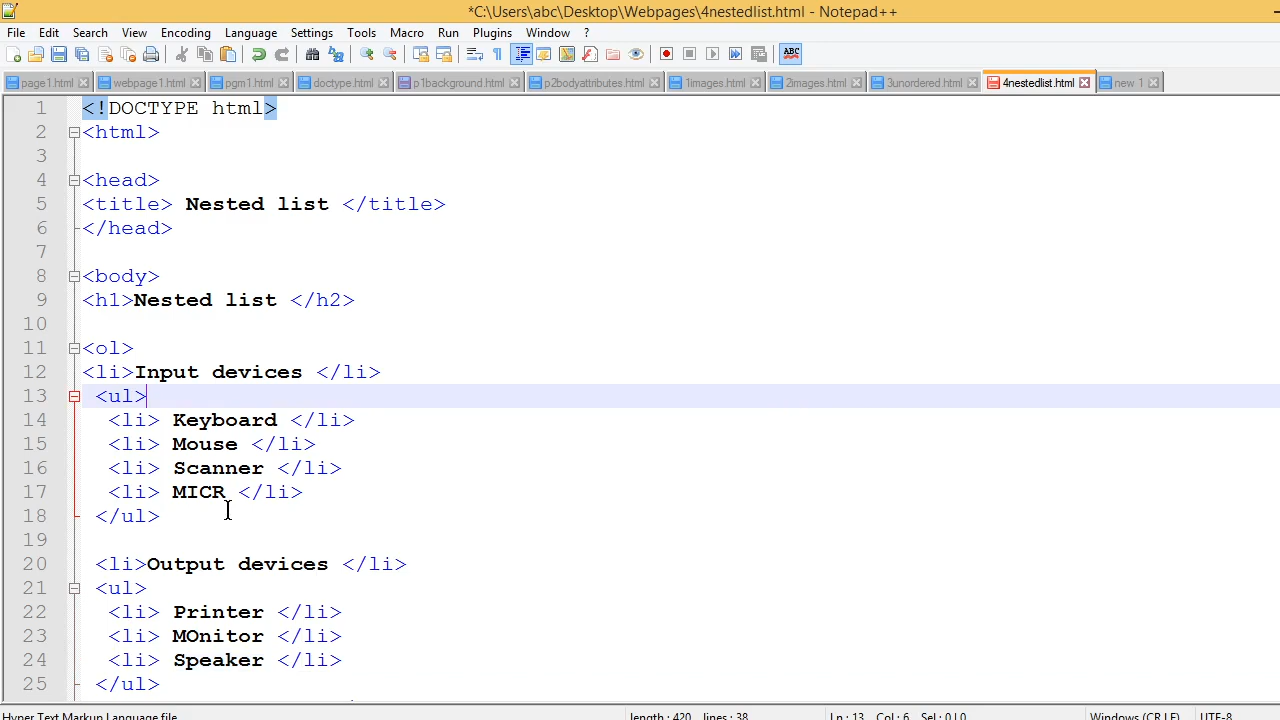 *C:\Users\abc\Desktop\Webpages\4nestedlist.html - Notepad++
File Edit Search View Encoding Language Settings Tools Macro Run Plugins Window ?
ABC
page1.html webpage1.html pgm1.html doctype.html p1background.html p2bodyattributes.html 1images.html 2images.html 3unordered.html 4nestedlist.html new 1
1 <!DOCTYPE html>
2 <html>
3
4 <head>
5 <title> Nested list </title>
6 </head>
7
8 <body>
9 <h1>Nested list </h2>
10
11 <ol>
12 <li>Input devices </li>
13 <ul>
14 <li> Keyboard </li>
15 <li> Mouse </li>
16 <li> Scanner </li>
17 <li> MICR </li>
18 </ul>
19
20 <li>Output devices </li>
21 <ul>
22 <li> Printer </li>
23 <li> MOnitor </li>
24 <li> Speaker </li>
25 </ul>
Hyper Text Markup Language file length : 420 lines : 38 Ln : 13 Col : 6 Sel : 0 | 0 Windows (CR LF) UTF-8